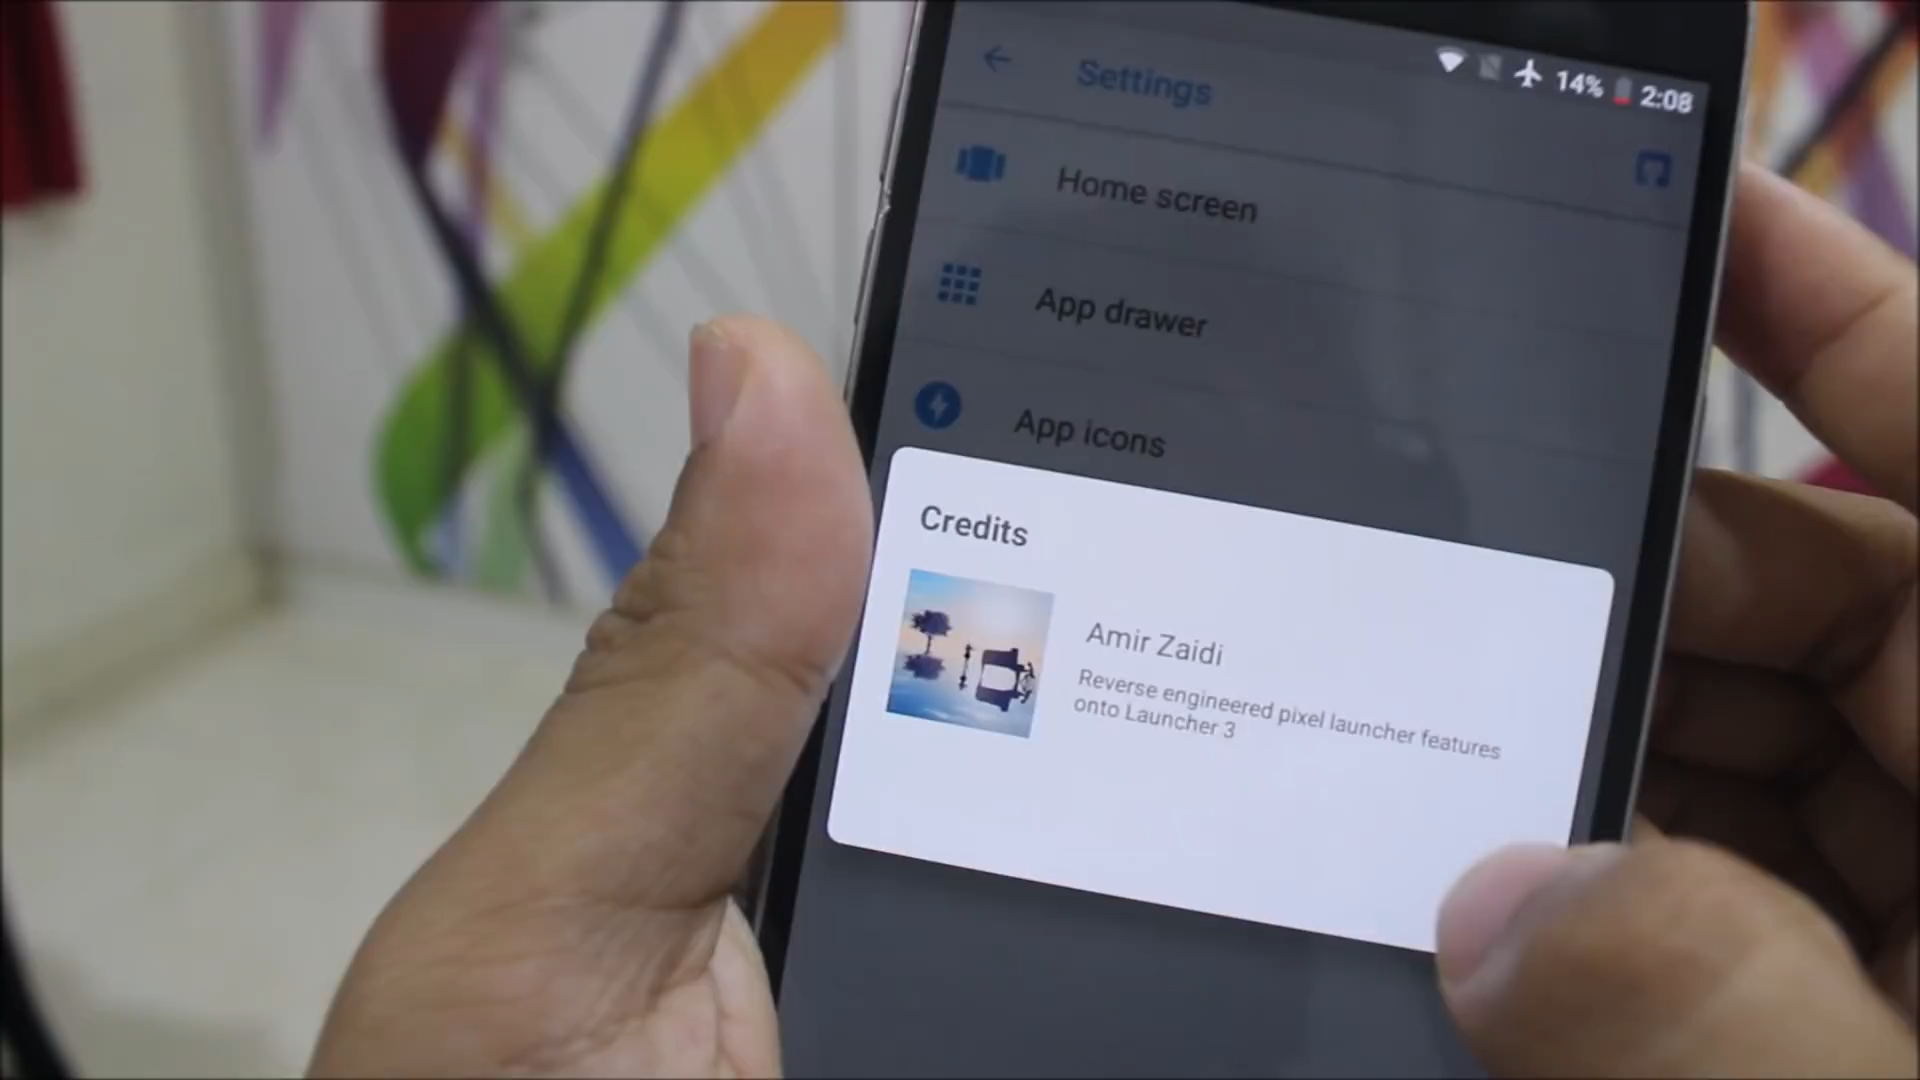 14% 2:08
Settings
Home screen
App drawer
App icons
Credits
Amir Zaidi
Reverse engineered pixel launcher features
onto Launcher 3